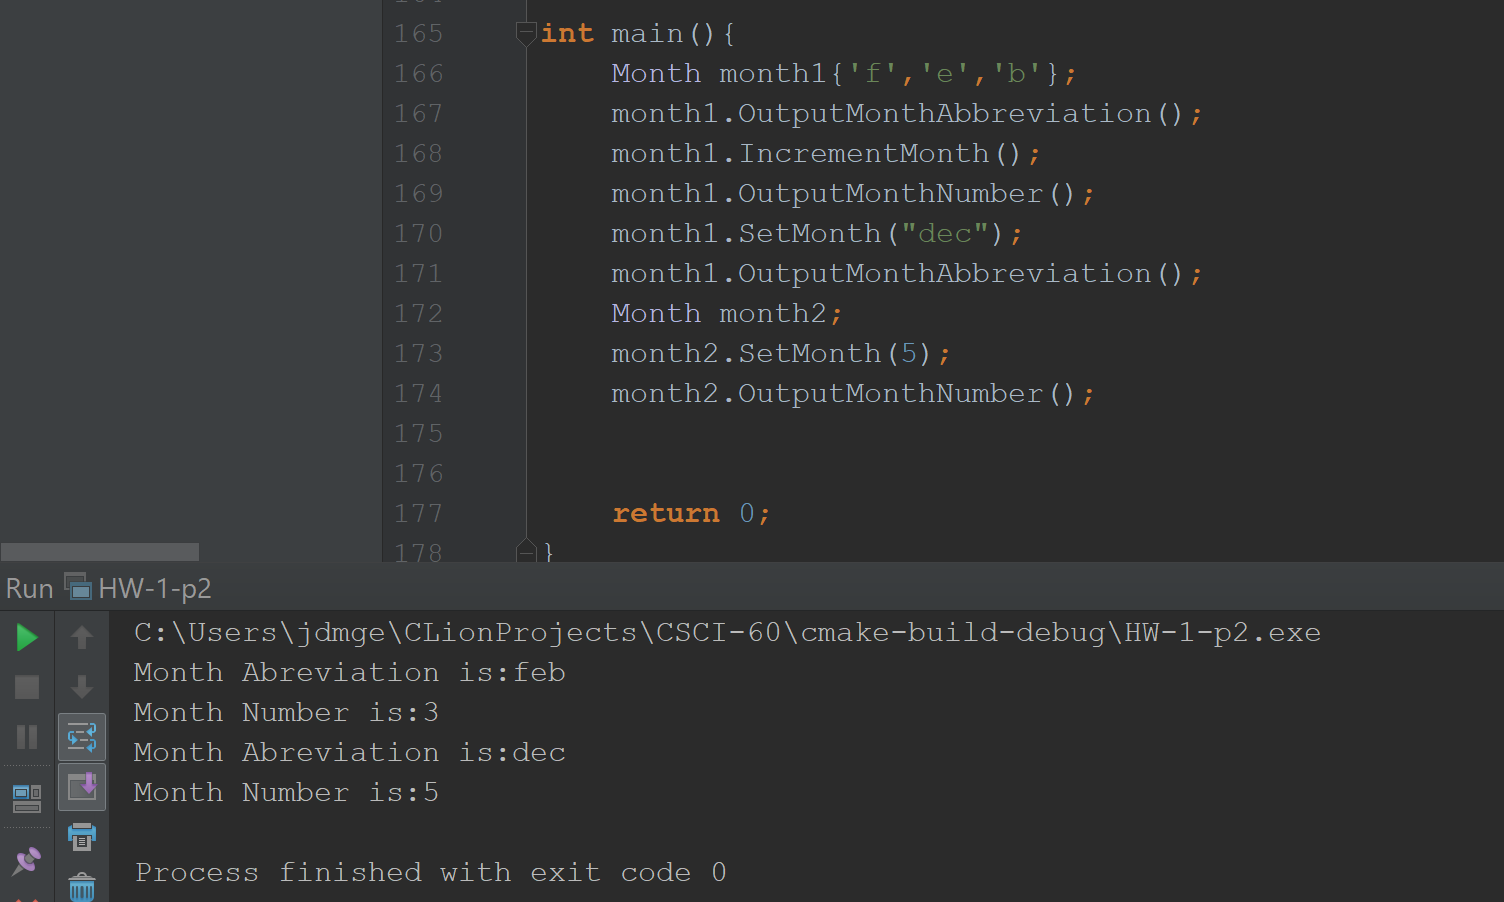 165 int main(){
166 Month month1{'f','e','b'};
167 month1.OutputMonthAbbreviation();
168 month1.IncrementMonth();
169 month1.OutputMonthNumber();
170 month1.SetMonth("dec");
171 month1.OutputMonthAbbreviation();
172 Month month2;
173 month2.SetMonth(5);
174 month2.OutputMonthNumber();
175
176
177 return 0;
178 }
Run HW-1-p2
C:\Users\jdmge\CLionProjects\CSCI-60\cmake-build-debug\HW-1-p2.exe
Month Abreviation is:feb
Month Number is:3
Month Abreviation is:dec
Month Number is:5
Process finished with exit code 0